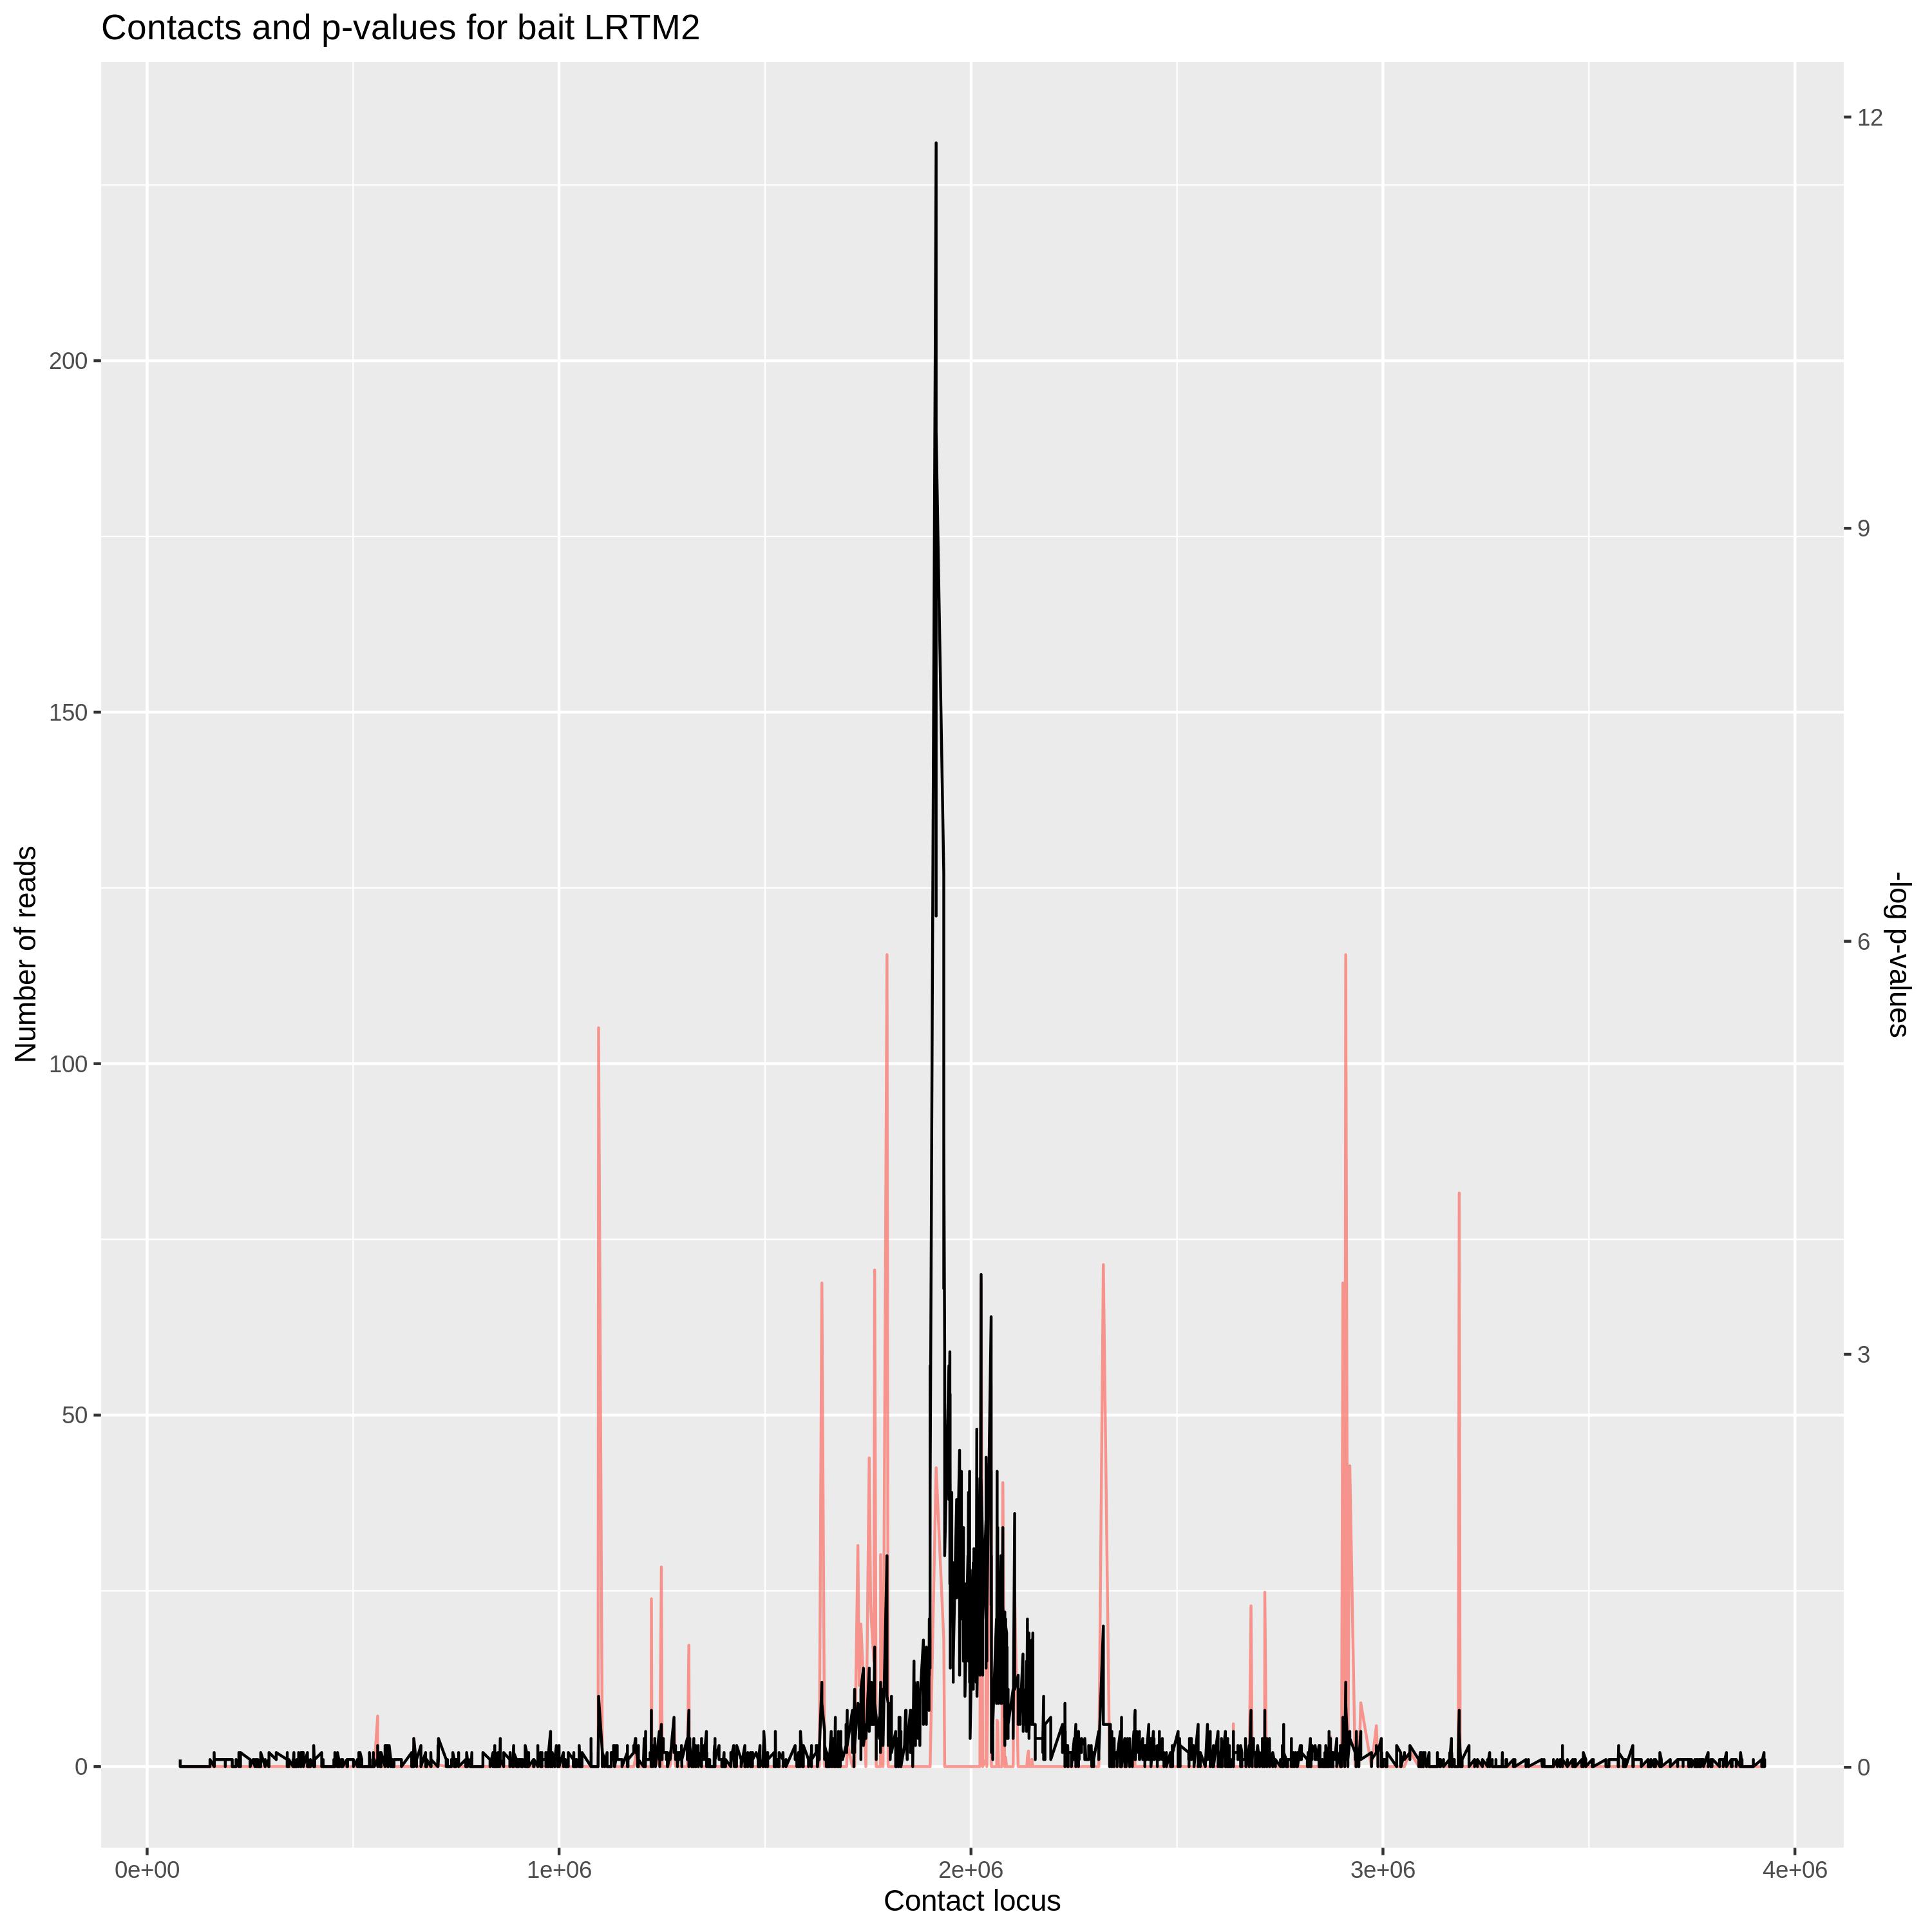 Contacts and p-values for bait LRTM2
Number of reads
200
150
100
50
0
12
9
6
3
0
-log p-values
0e+00
1e+06
2e+06
3e+06
4e+06
Contact locus